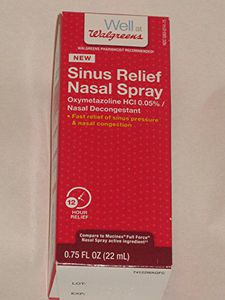 Well at
Walgreens
WALGREENS PHARMACIST RECOMMENDED
NEW
Sinus Relief
Nasal Spray
Oxymetazoline HCl 0.05% /
Nasal Decongestant
• Fast relief of sinus pressure
& nasal congestion
12
HOUR
RELIEF
Compare to Mucinex® Full Force®
Nasal Spray active ingredient††
0.75 FL OZ (22 mL)
LOT:
EXP: